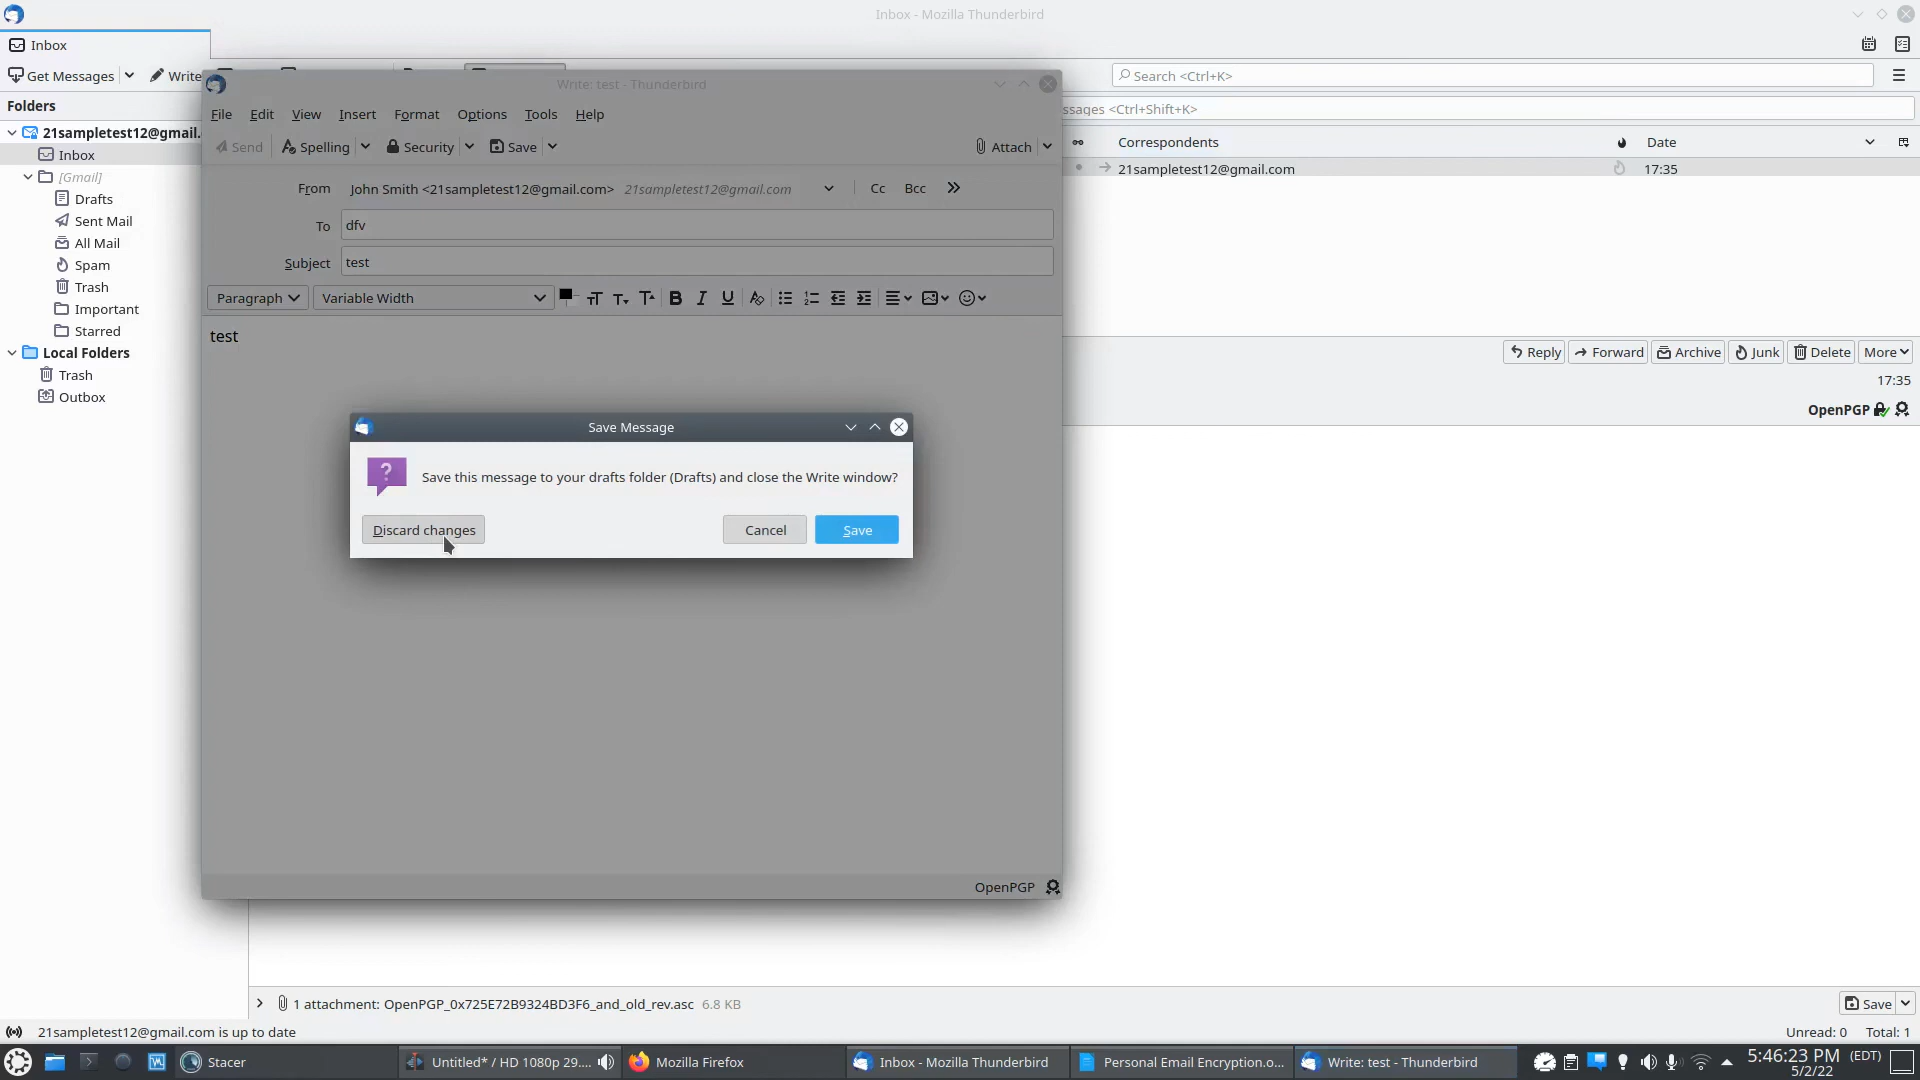 Inbox - Mozilla Thunderbird
Inbox
Get Messages
Write
Search <Ctrl+K>
Folders
ssages <Ctrl+Shift+K>
21sampletest12@gmail.
Inbox
[Gmail]
Drafts
Sent Mail
All Mail
Spam
Trash
Important
Starred
Local Folders
Trash
Outbox
Correspondents Date
21sampletest12@gmail.com 17:35
Reply Forward Archive Junk Delete More
17:35
OpenPGP
Write: test - Thunderbird
File Edit View Insert Format Options Tools Help
Send Spelling Security Save Attach
From John Smith <21sampletest12@gmail.com> 21sampletest12@gmail.com Cc Bcc
To dfv
Subject test
Paragraph Variable Width
test
Save Message
Save this message to your drafts folder (Drafts) and close the Write window?
Discard changes Cancel Save
OpenPGP
1 attachment: OpenPGP_0x725E72B9324BD3F6_and_old_rev.asc 6.8 KB Save
21sampletest12@gmail.com is up to date Unread: 0 Total: 1
Stacer Untitled* / HD 1080p 29.... Mozilla Firefox Inbox - Mozilla Thunderbird Personal Email Encryption.o... Write: test - Thunderbird 5:46:23 PM (EDT)
5/2/22